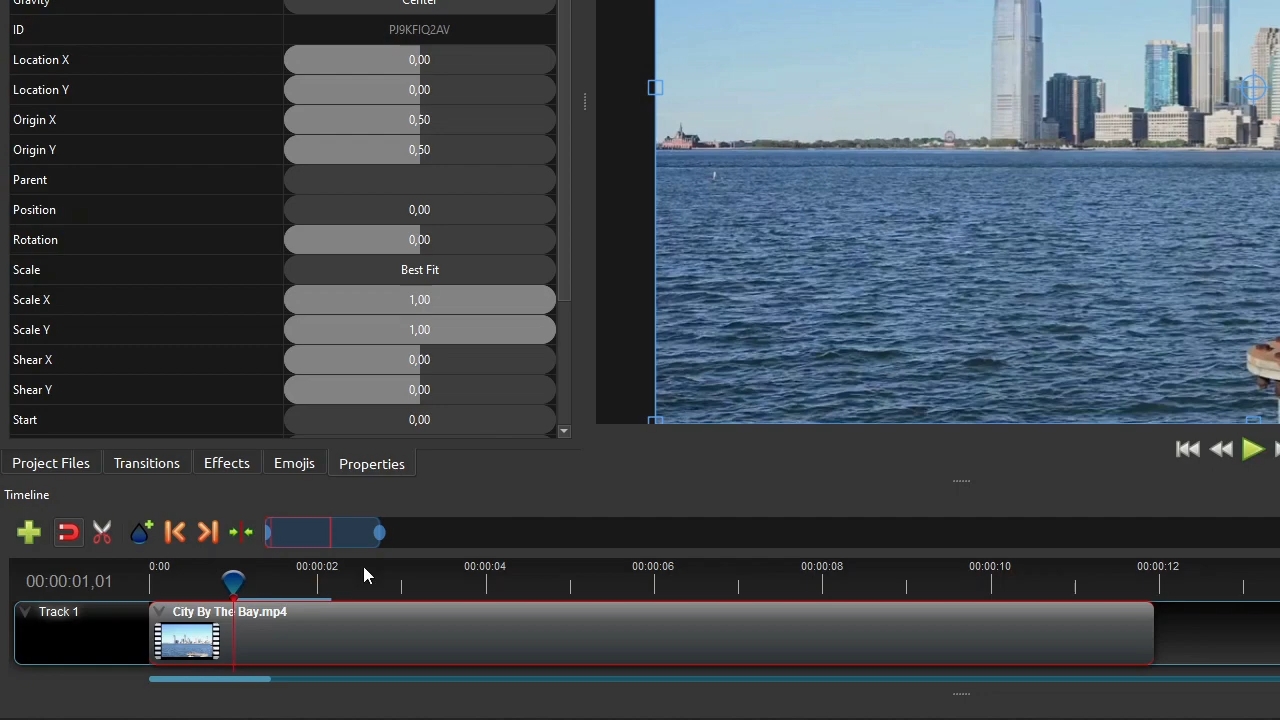 Gravity Center
ID PJ9KFIQ2AV
Location X 0,00
Location Y 0,00
Origin X 0,50
Origin Y 0,50
Parent
Position 0,00
Rotation 0,00
Scale Best Fit
Scale X 1,00
Scale Y 1,00
Shear X 0,00
Shear Y 0,00
Start 0,00
Project Files Transitions Effects Emojis Properties
Timeline
0:00 00:00:02 00:00:04 00:00:06 00:00:08 00:00:10 00:00:12
00:00:01,01
Track 1 City By The Bay.mp4